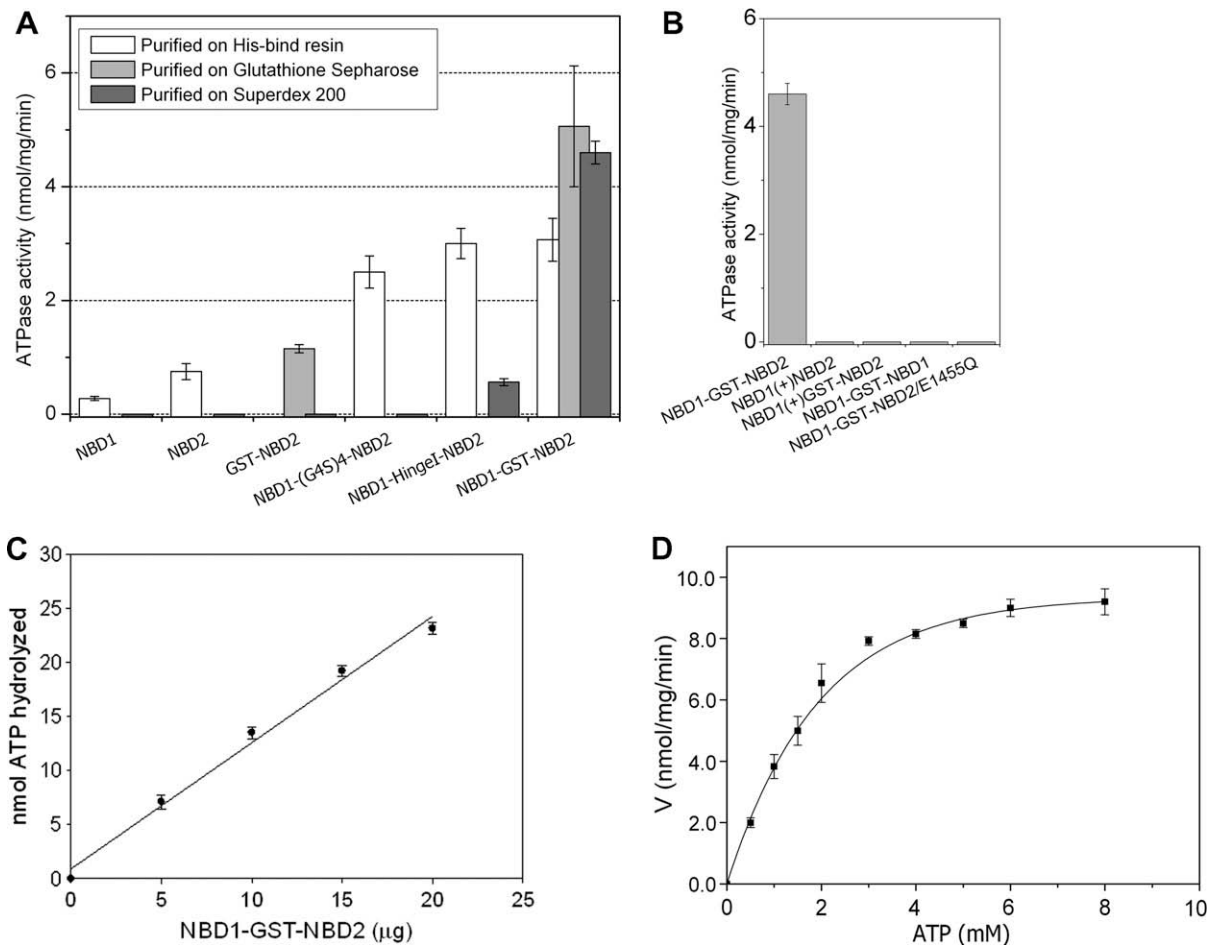 A
Purified on His-bind resin
Purified on Glutathione Sepharose
Purified on Superdex 200
ATPase activity (nmol/mg/min)
6
4
2
0
NBD1
NBD2
GST-NBD2
NBD1-(G4S)4-NBD2
NBD1-HingeI-NBD2
NBD1-GST-NBD2
B
ATPase activity (nmol/mg/min)
6
4
2
0
NBD1-GST-NBD2
NBD1(+)NBD2
NBD1(+)GST-NBD2
NBD1-GST-NBD1
NBD1-GST-NBD2/E1455Q
C
nmol ATP hydrolyzed
30
25
20
15
10
5
0
0 5 10 15 20 25
NBD1-GST-NBD2 (μg)
D
V (nmol/mg/min)
10.0
8.0
6.0
4.0
2.0
0.0
0 2 4 6 8 10
ATP (mM)